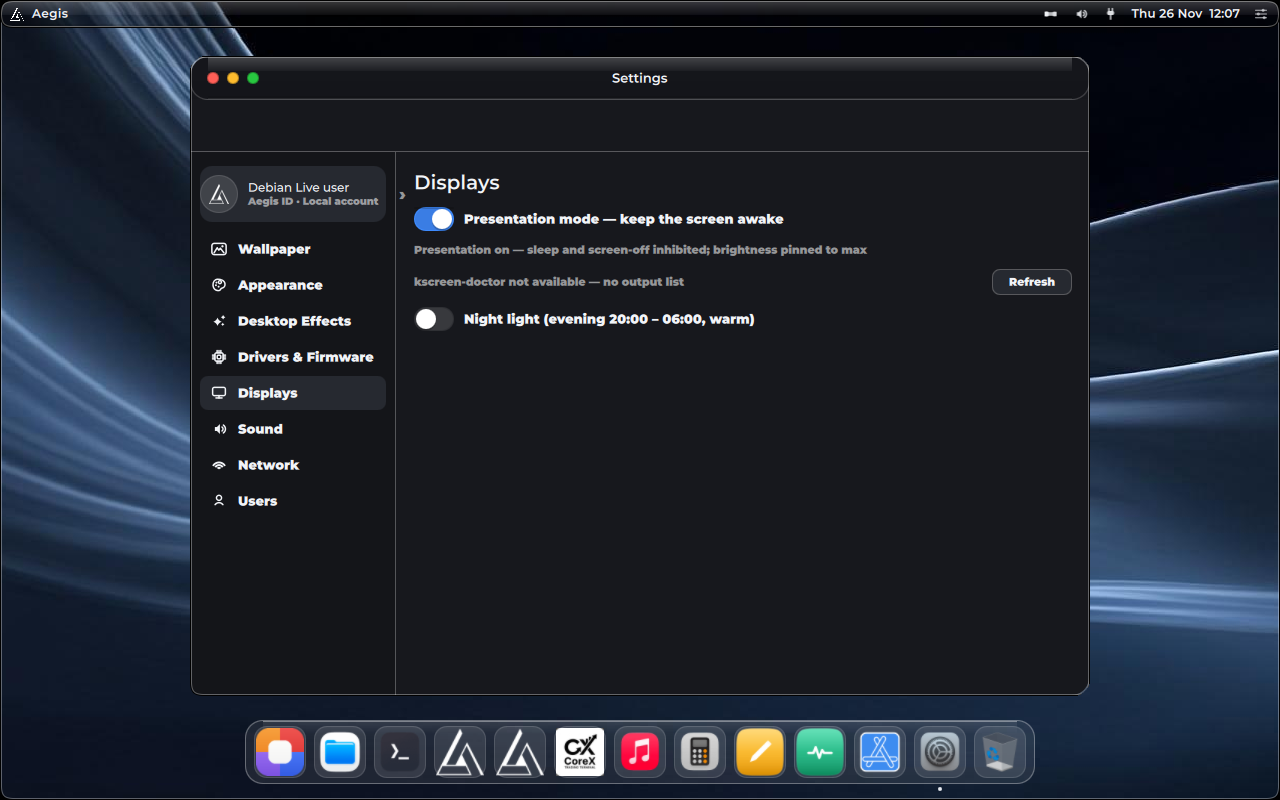 Aegis
Thu 26 Nov 12:07
Settings
Debian Live user
Aegis ID · Local account
Wallpaper
Appearance
Desktop Effects
Drivers & Firmware
Displays
Sound
Network
Users
Displays
Presentation mode — keep the screen awake
Presentation on — sleep and screen-off inhibited; brightness pinned to max
kscreen-doctor not available — no output list
Refresh
Night light (evening 20:00 – 06:00, warm)
CX
CoreX